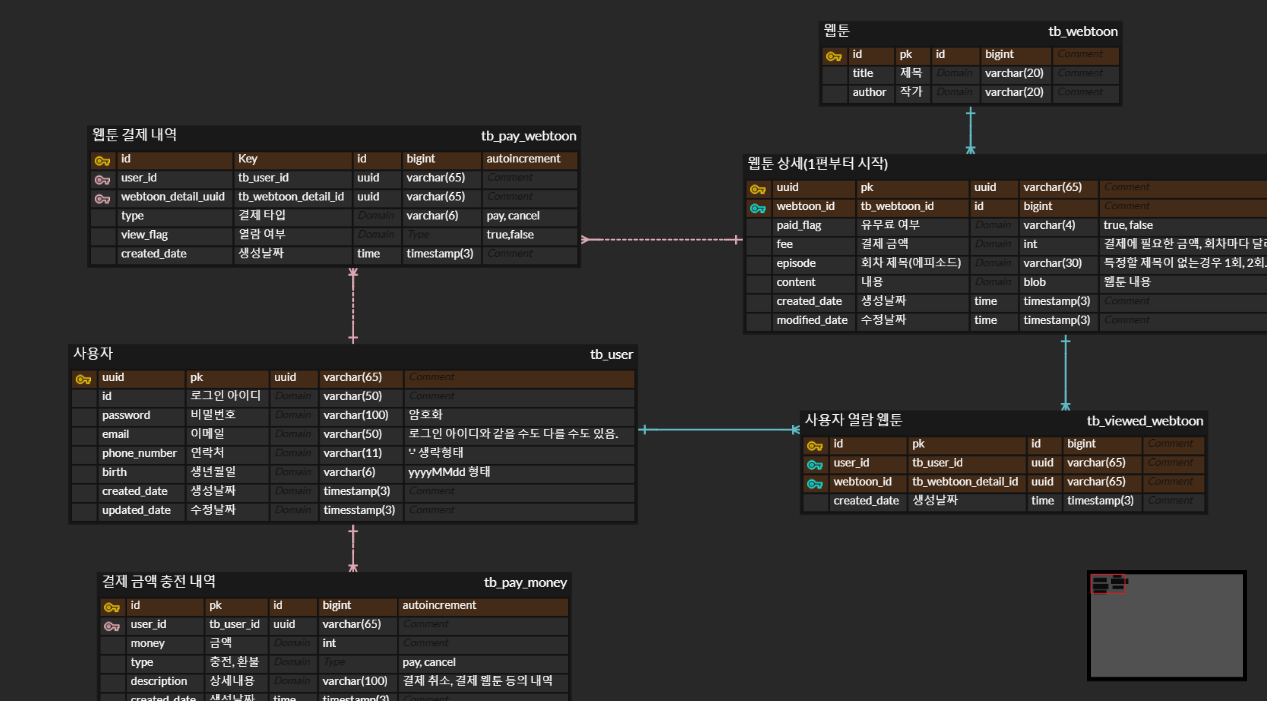 웹툰 tb_webtoon
id pk id bigint Comment
title 제목 Domain varchar(20) Comment
author 작가 Domain varchar(20) Comment
웹툰 결제 내역 tb_pay_webtoon
id Key id bigint autoincrement
user_id tb_user_id uuid varchar(65) Comment
webtoon_detail_uuid tb_webtoon_detail_id uuid varchar(65) Comment
type 결제 타입 Domain varchar(6) pay, cancel
view_flag 열람 여부 Domain Type true,false
created_date 생성날짜 time timestamp(3) Comment
웹툰 상세(1편부터 시작)
uuid pk uuid varchar(65) Comment
webtoon_id tb_webtoon_id id bigint Comment
paid_flag 유무료 여부 Domain varchar(4) true, false
fee 결제 금액 Domain int 결제에 필요한 금액, 회차마다
episode 회차 제목(에피소드) Domain varchar(30) 특정할 제목이 없는경우 1회, 2회.
content 내용 Domain blob 웹툰 내용
created_date 생성날짜 time timestamp(3) Comment
modified_date 수정날짜 time timestamp(3) Comment
사용자 tb_user
uuid pk uuid varchar(65) Comment
id 로그인 아이디 Domain varchar(50) Comment
password 비밀번호 Domain varchar(100) 암호화
email 이메일 Domain varchar(50) 로그인 아이디와 같을 수도 다를 수도 있음.
phone_number 연락처 Domain varchar(11) 생략형태
birth 생년월일 Domain varchar(6) yyyyMMdd 형태
created_date 생성날짜 Domain timestamp(3) Comment
updated_date 수정날짜 Domain timesstamp(3) Comment
사용자 열람 웹툰 tb_viewed_webtoon
id pk id bigint Comment
user_id tb_user_id uuid varchar(65) Comment
webtoon_id tb_webtoon_detail_id uuid varchar(65) Comment
created_date 생성날짜 time timestamp(3) Comment
결제 금액 충전 내역 tb_pay_money
id pk id bigint autoincrement
user_id tb_user_id uuid varchar(65) Comment
money 금액 Domain int Comment
type 충전, 환불 Domain Type pay, cancel
description 상세내용 Domain varchar(100) 결제 취소, 결제 웹툰 등의 내역
created_date 생성날짜 time timestamp(3)